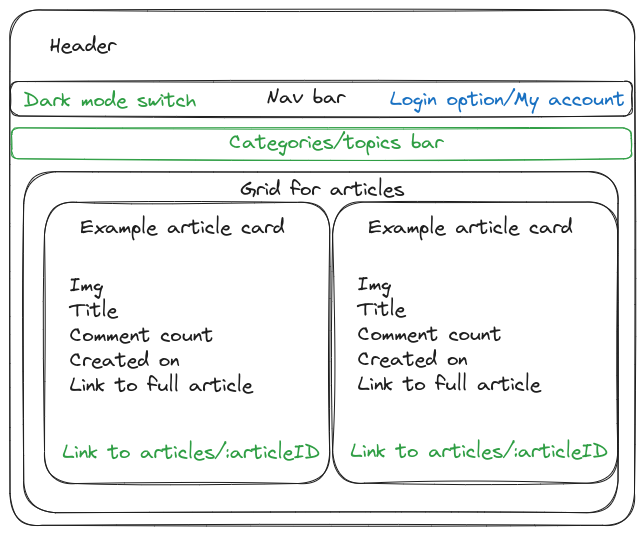 Header
Dark mode switch Nav bar Login option/My account
Categories/topics bar
Grid for articles
Example article card
Img
Title
Comment count
Created on
Link to full article
Link to articles/:articleID
Example article card
Img
Title
Comment count
Created on
Link to full article
Link to articles/:articleID